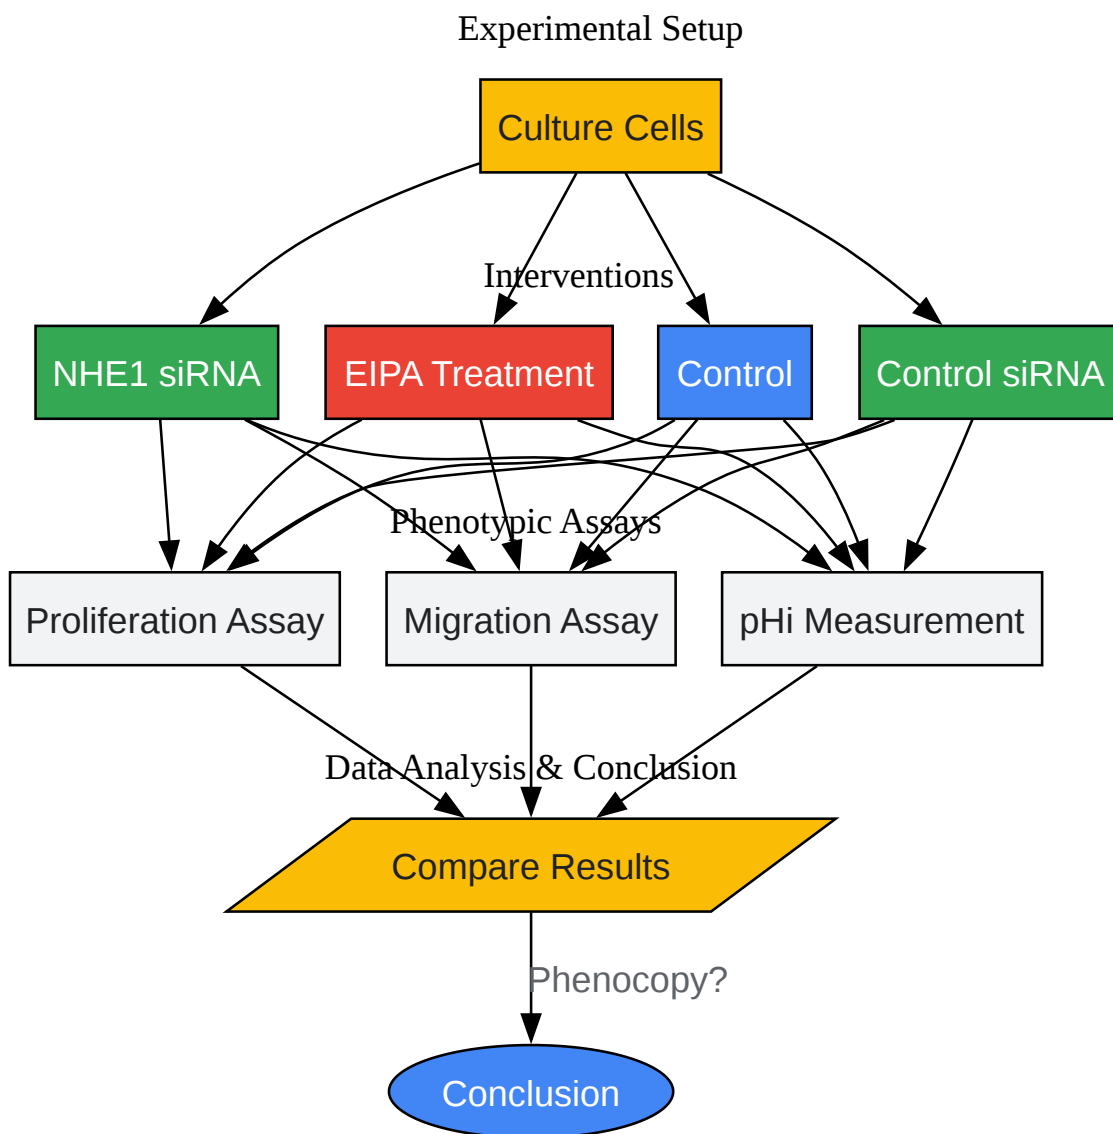 Experimental Setup
Culture Cells
Interventions
NHE1 siRNA
EIPA Treatment
Control
Control siRNA
Phenotypic Assays
Proliferation Assay
Migration Assay
pHi Measurement
Data Analysis & Conclusion
Compare Results
Phenocopy?
Conclusion